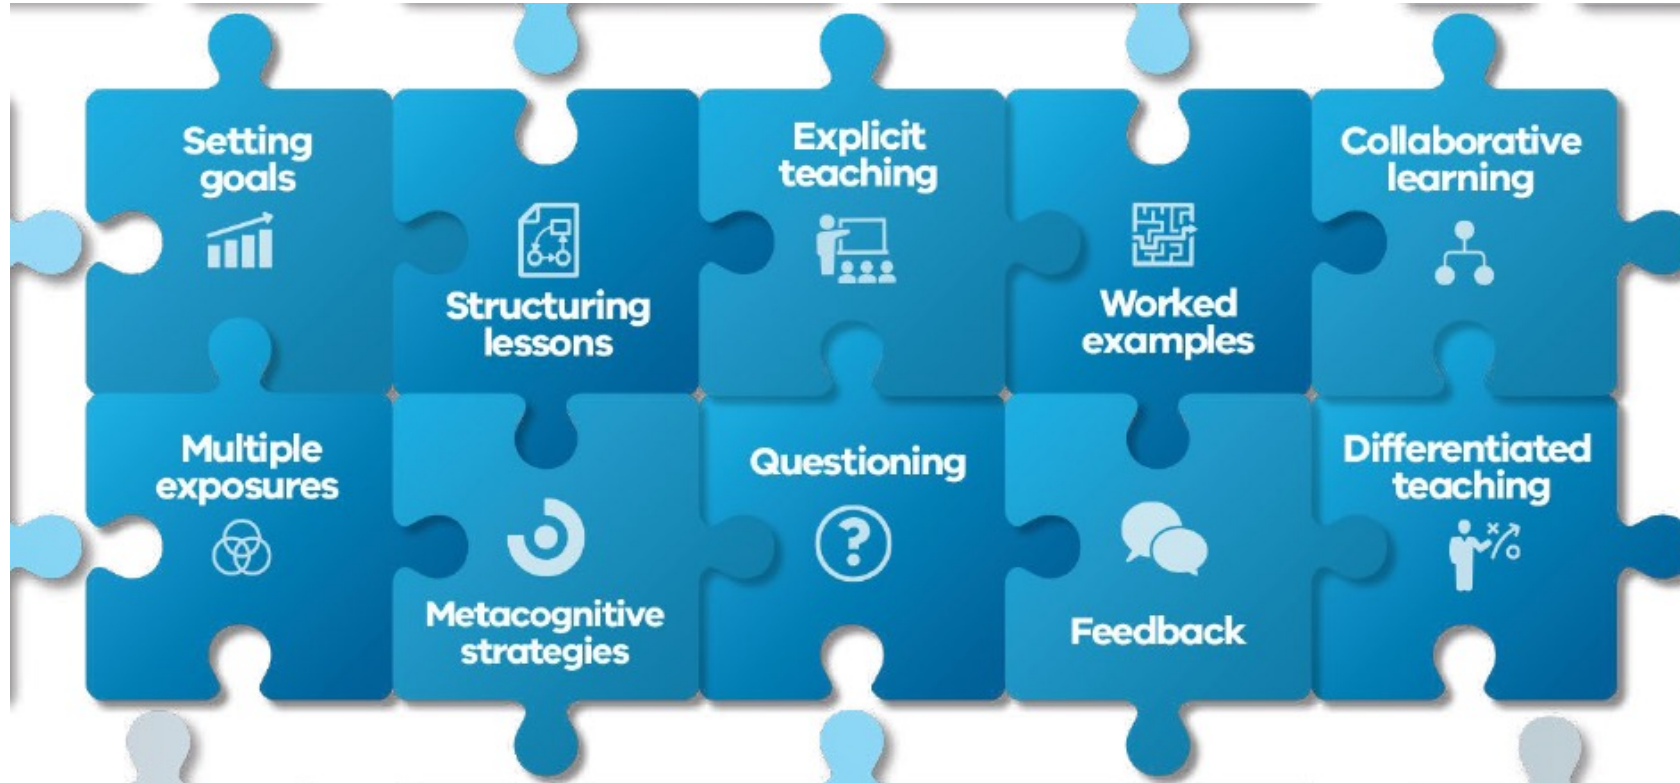 Setting
goals
Structuring
lessons
Explicit
teaching
Worked
examples
Collaborative
learning
Multiple
exposures
Metacognitive
strategies
Questioning
?
Feedback
Differentiated
teaching